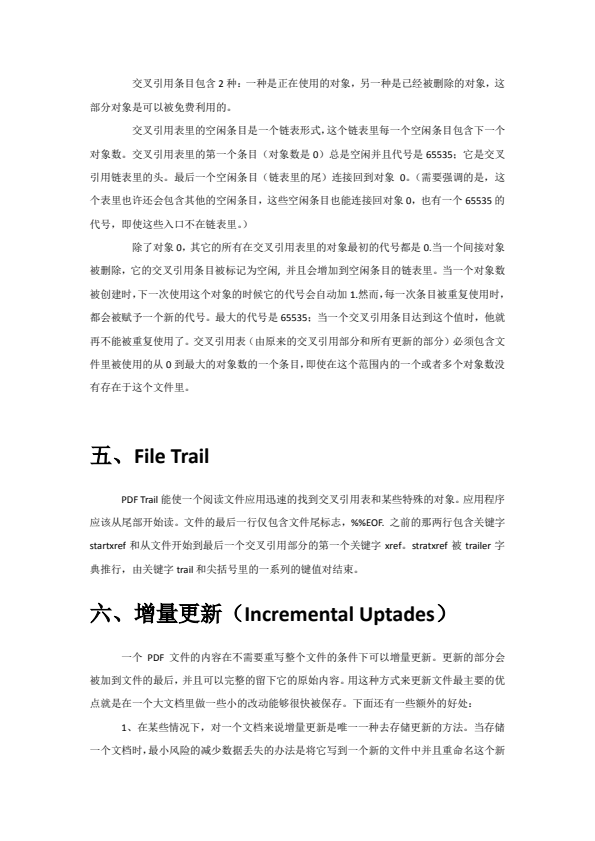 交叉引用条目包含 2 种：一种是正在使用的对象，另一种是已经被删除的对象，这
部分对象是可以被免费利用的。
交叉引用表里的空闲条目是一个链表形式，这个链表里每一个空闲条目包含下一个
对象数。交叉引用表里的第一个条目（对象数是 0）总是空闲并且代号是 65535；它是交叉
引用链表里的头。最后一个空闲条目（链表里的尾）连接回到对象 0。（需要强调的是，这
个表里也许还会包含其他的空闲条目，这些空闲条目也能连接回对象 0，也有一个 65535 的
代号，即使这些入口不在链表里。）
除了对象 0，其它的所有在交叉引用表里的对象最初的代号都是 0.当一个间接对象
被删除，它的交叉引用条目被标记为空闲, 并且会增加到空闲条目的链表里。当一个对象数
被创建时，下一次使用这个对象的时候它的代号会自动加 1.然而，每一次条目被重复使用时，
都会被赋予一个新的代号。最大的代号是 65535；当一个交叉引用条目达到这个值时，他就
再不能被重复使用了。交叉引用表（由原来的交叉引用部分和所有更新的部分）必须包含文
件里被使用的从 0 到最大的对象数的一个条目，即使在这个范围内的一个或者多个对象数没
有存在于这个文件里。
五、File Trail
PDF Trail 能使一个阅读文件应用迅速的找到交叉引用表和某些特殊的对象。应用程序
应该从尾部开始读。文件的最后一行仅包含文件尾标志，%%EOF. 之前的那两行包含关键字
startxref 和从文件开始到最后一个交叉引用部分的第一个关键字 xref。stratxref 被 trailer 字
典推行，由关键字 trail 和尖括号里的一系列的键值对结束。
六、增量更新（Incremental Uptades）
一个 PDF 文件的内容在不需要重写整个文件的条件下可以增量更新。更新的部分会
被加到文件的最后，并且可以完整的留下它的原始内容。用这种方式来更新文件最主要的优
点就是在一个大文档里做一些小的改动能够很快被保存。下面还有一些额外的好处：
1、在某些情况下，对一个文档来说增量更新是唯一一种去存储更新的方法。当存储
一个文档时，最小风险的减少数据丢失的办法是将它写到一个新的文件中并且重命名这个新